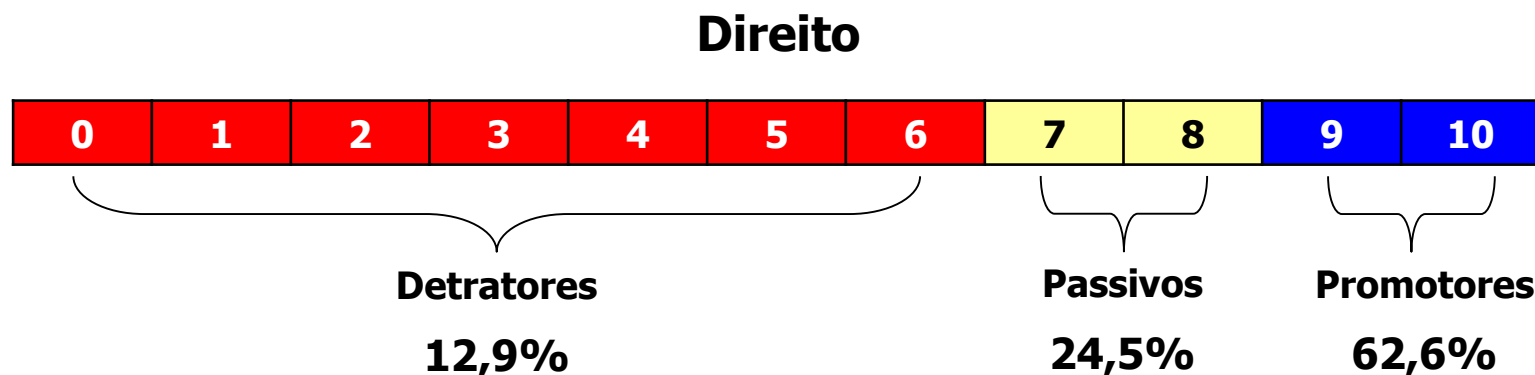 Direito
0 1 2 3 4 5 6 7 8 9 10
Detratores Passivos Promotores
12,9% 24,5% 62,6%